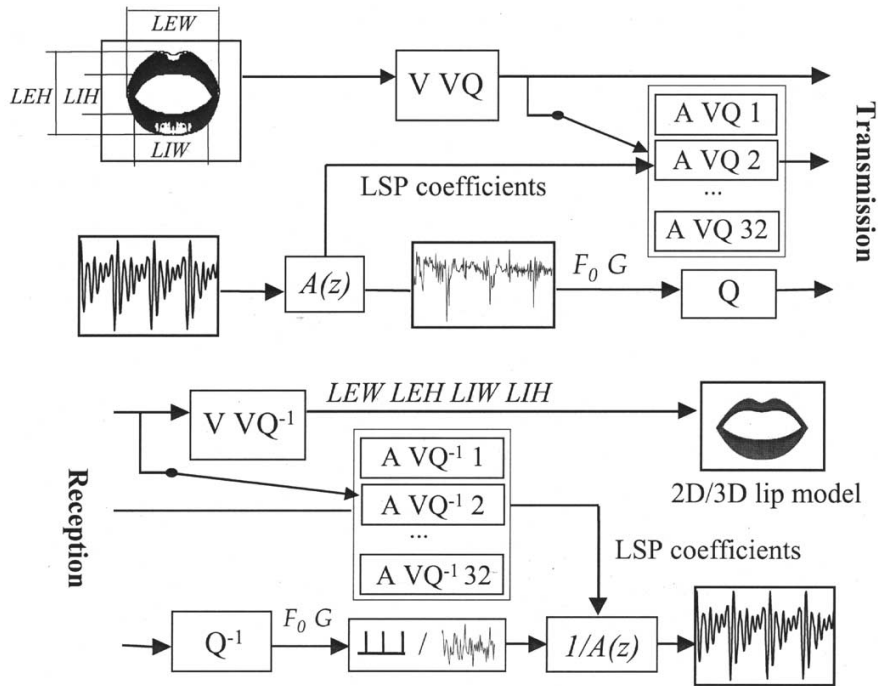 LEW
LEH
LIH
LIW
V VQ
A VQ 1
A VQ 2
...
A VQ 32
Transmission
LSP coefficients
A(z)
F₀ G
Q
V VQ⁻¹
LEW LEH LIW LIH
2D/3D lip model
Reception
A VQ⁻¹ 1
A VQ⁻¹ 2
...
A VQ⁻¹ 32
LSP coefficients
Q⁻¹
F₀ G
/
1/A(z)